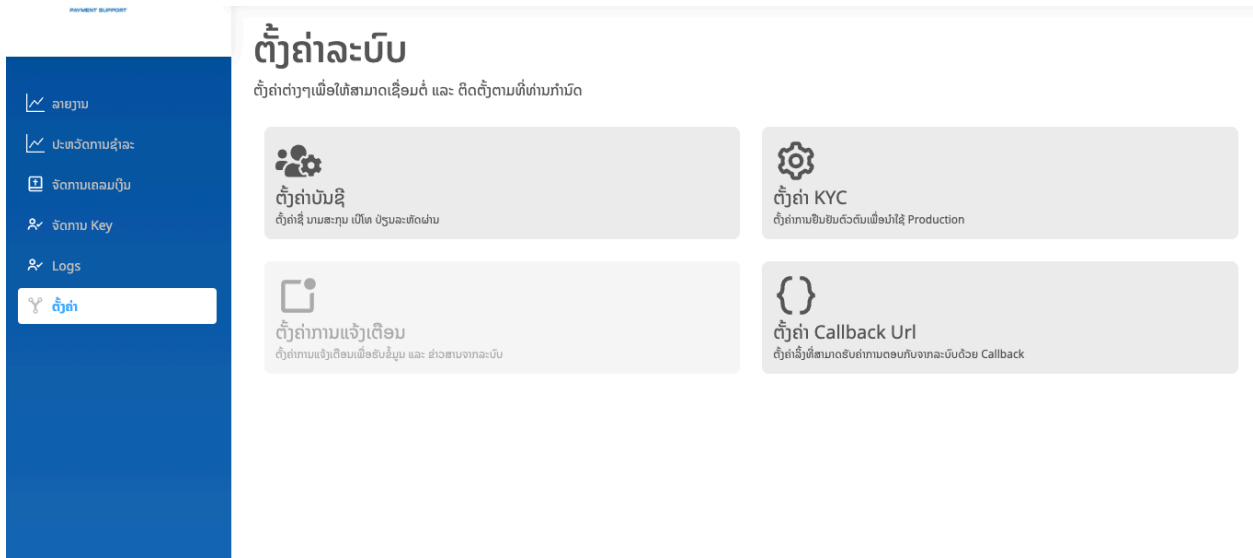 PAYMENT SUPPORT
ລາຍງານ
ປະຫວັດການຊຳລະ
ຈັດການເຄລມເງິນ
ຈັດການ Key
Logs
ຕັ້ງຄ່າ
ຕັ້ງຄ່າລະບົບ
ຕັ້ງຄ່າຕ່າງໆເພື່ອໃຫ້ສາມາດເຊື່ອມຕໍ່ ແລະ ຕິດຕັ້ງຕາມທີ່ທ່ານກຳນົດ
ຕັ້ງຄ່າບັນຊີ
ຕັ້ງຄ່າຊື່ ນາມສະກຸນ ເບີໂທ ປ່ຽນລະຫັດຜ່ານ
ຕັ້ງຄ່າ KYC
ຕັ້ງຄ່າການຢືນຢັນຕົວຕົນເພື່ອນຳໃຊ້ Production
ຕັ້ງຄ່າການແຈ້ງເຕືອນ
ຕັ້ງຄ່າການແຈ້ງເຕືອນເພື່ອຮັບຂໍ້ມູນ ແລະ ຂ່າວສານຈາກລະບົບ
ຕັ້ງຄ່າ Callback Url
ຕັ້ງຄ່າລິ້ງທີ່ສາມາດຮັບຄ່າການຕອບກັບຈາກລະບົບດ້ວຍ Callback